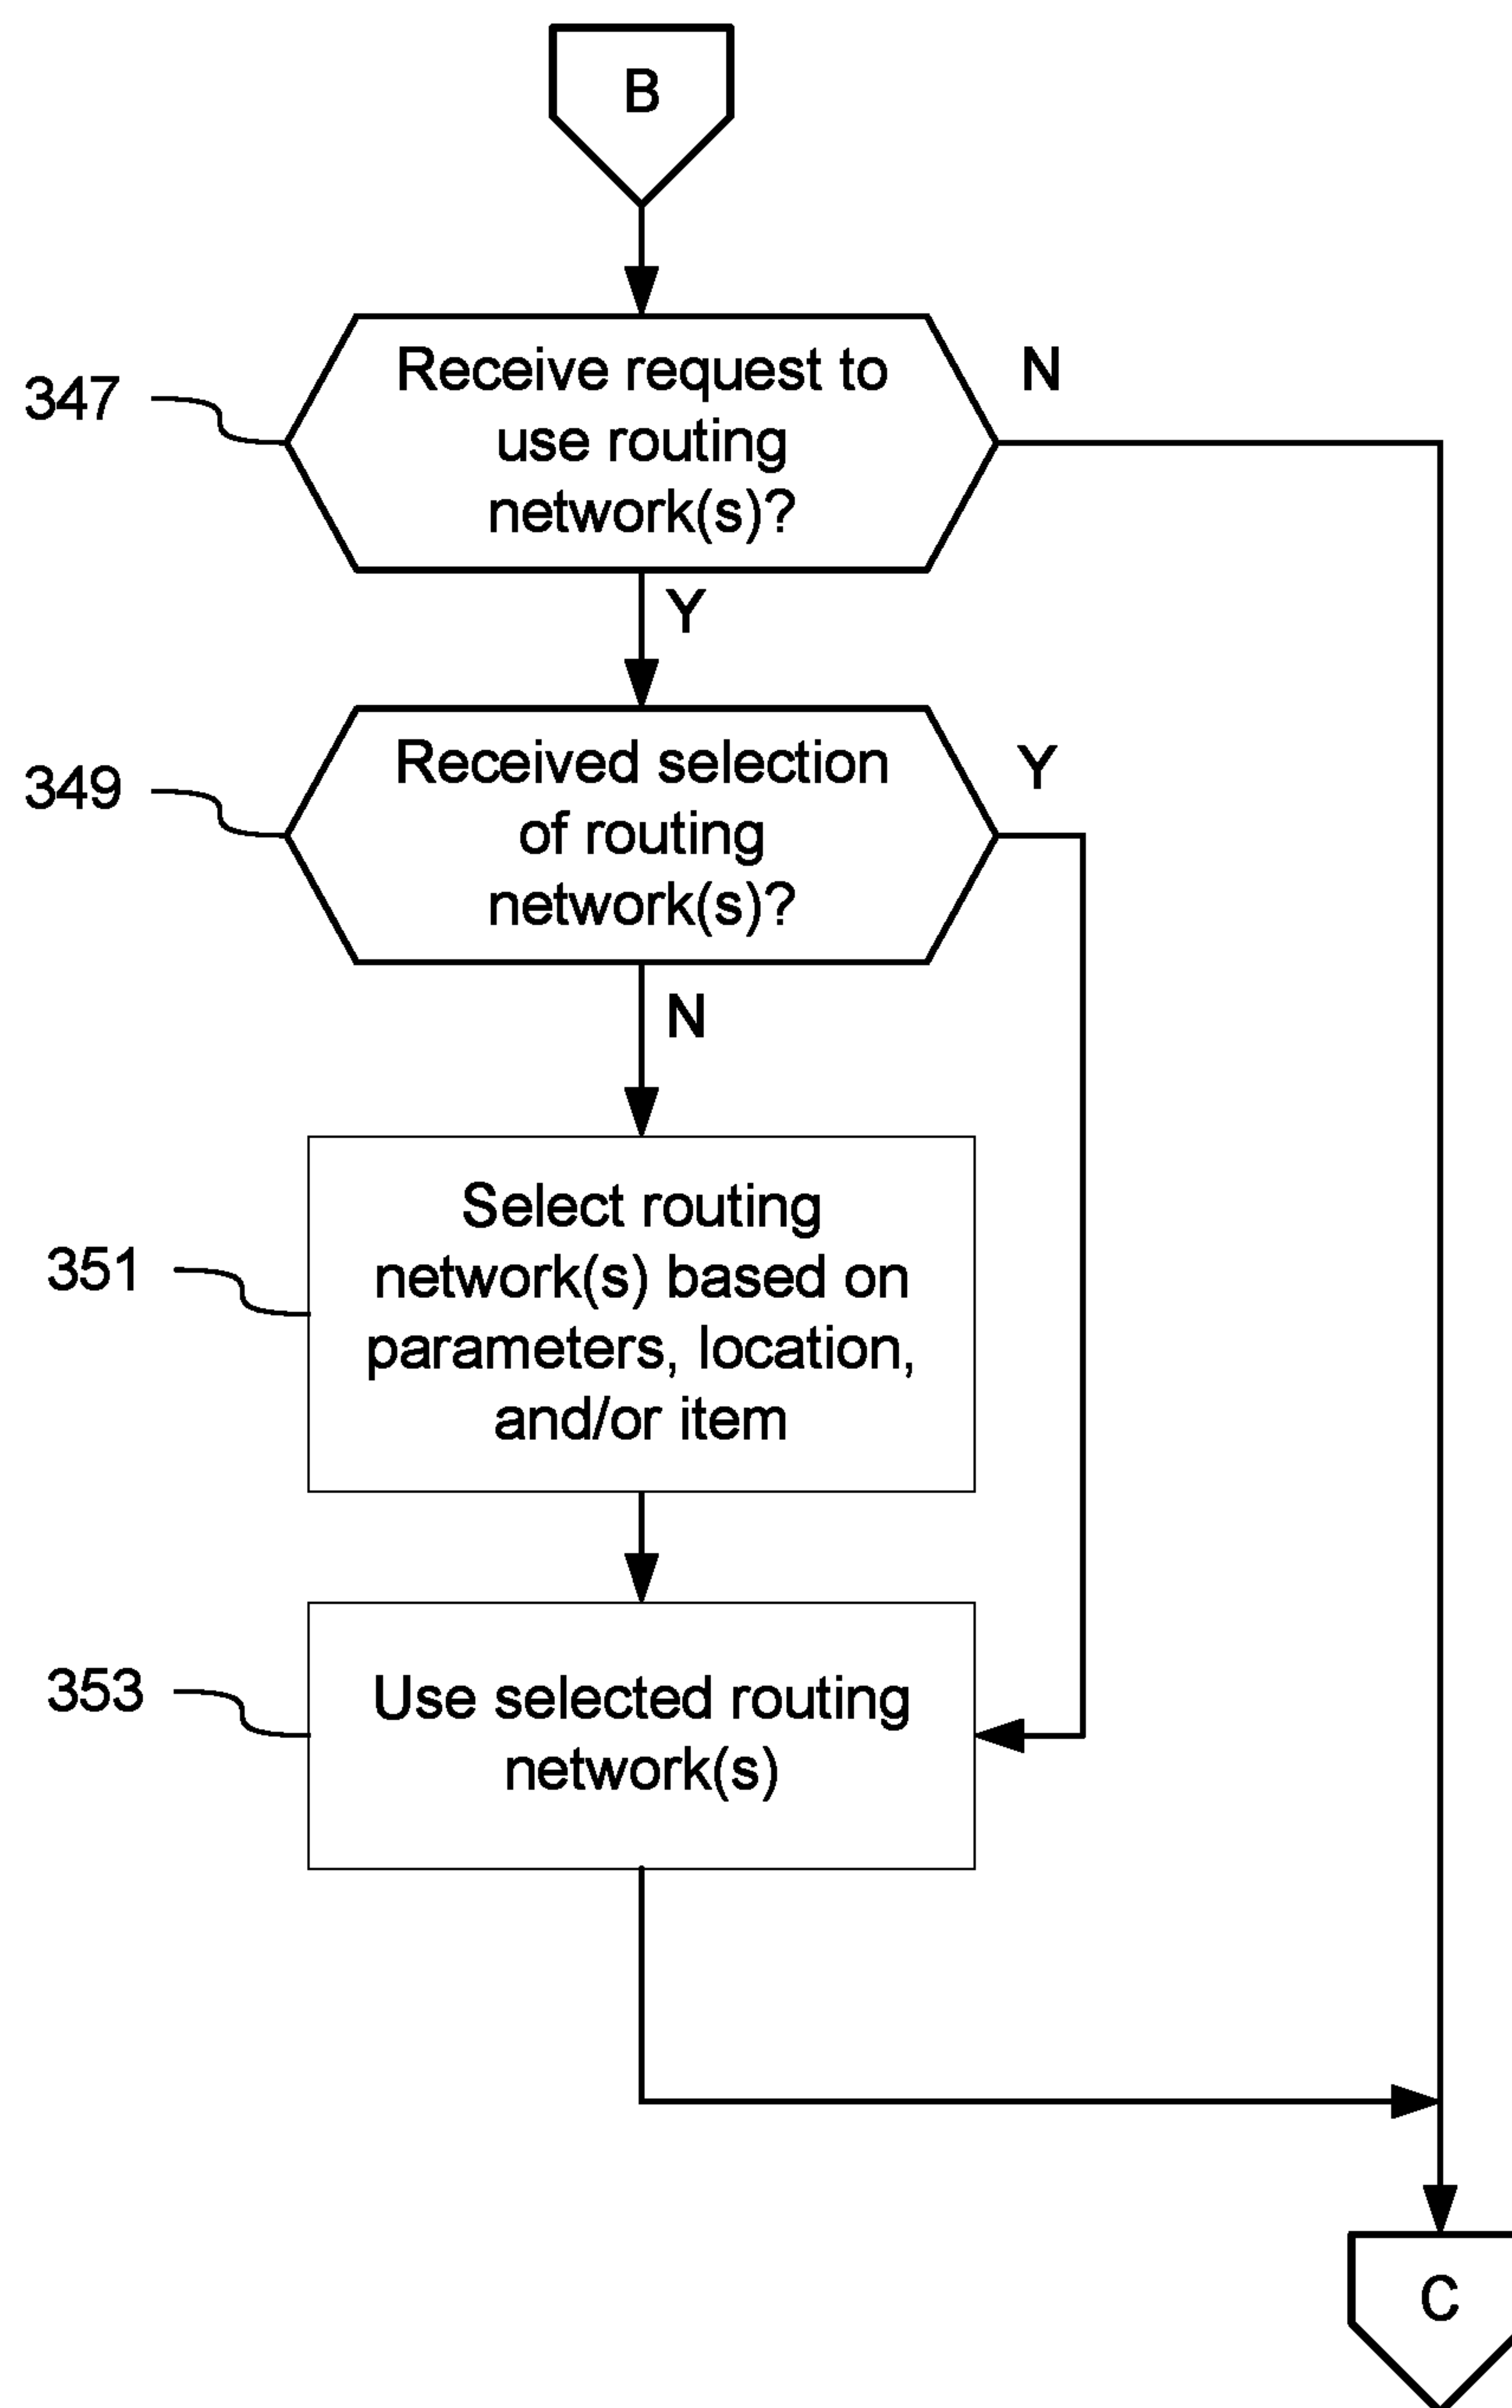 B
347
Receive request to
use routing
network(s)?
N
Y
349
Received selection
of routing
network(s)?
Y
N
351
Select routing
network(s) based on
parameters, location,
and/or item
353
Use selected routing
network(s)
C